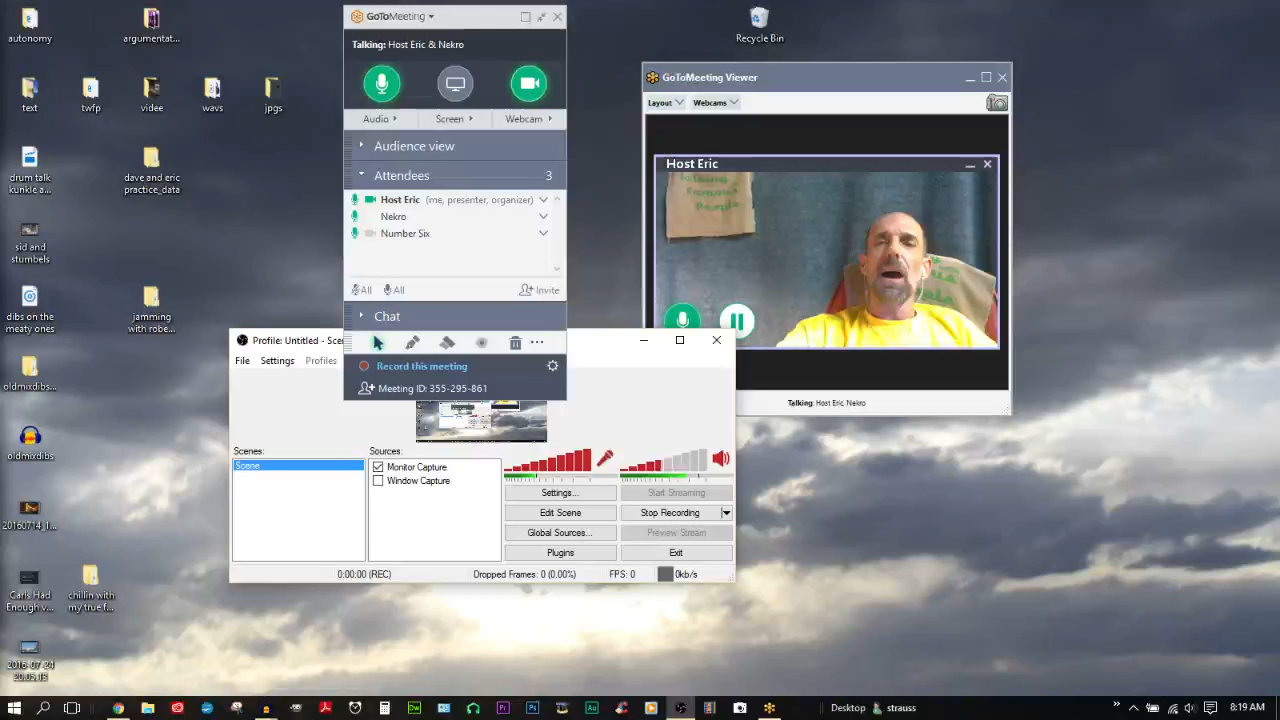 autonomy
argumentat...
text
twfp
videe
wavs
jpgs
drum talk
kunkle a...
dave and eric
practice_data
sid and
stumbels
dibs on the
meaty ones
jamming
with robe...
oldmixdibs...
oldmixdibs
20160714_1...
Carls Had
Enough v...
chillin with
my true f...
2016-07-24
20.05.13
Recycle Bin
GoToMeeting
Talking: Host Eric & Nekro
Audio
Screen
Webcam
Audience view
Attendees 3
Host Eric (me, presenter, organizer)
Nekro
Number Six
All
All
Invite
Chat
Record this meeting
Meeting ID: 355-295-861
GoToMeeting Viewer
Layout
Webcams
Host Eric
Talking: Host Eric, Nekro
Profile: Untitled - Scen
File
Settings
Profiles
Scenes:
Scene
Sources:
Monitor Capture
Window Capture
Settings...
Start Streaming
Edit Scene
Stop Recording
Global Sources...
Preview Stream
Plugins
Exit
0:00:00 (REC)
Dropped Frames: 0 (0.00%)
FPS: 0
0kb/s
Dw
Pr
Ps
Au
Desktop
strauss
8:19 AM